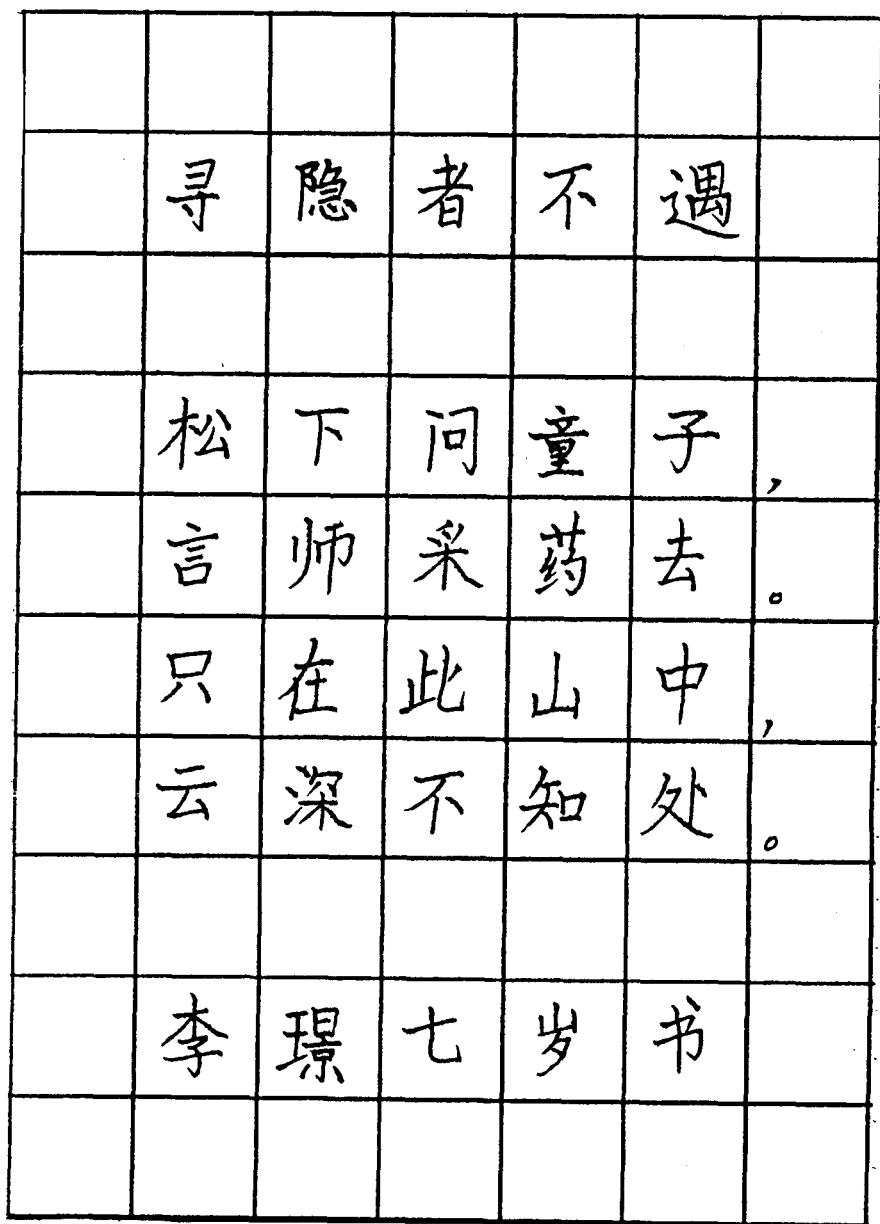 寻隐者不遇
松下问童子，
言师采药去。
只在此山中，
云深不知处。
李璟七岁书